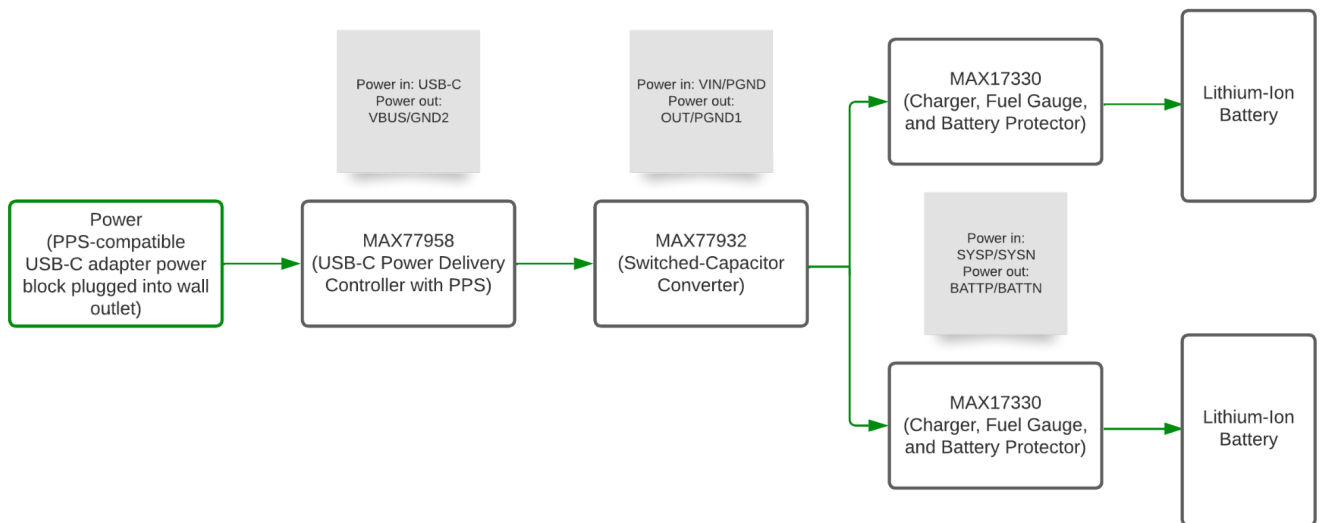 Power in: USB-C
Power out:
VBUS/GND2
Power in: VIN/PGND
Power out:
OUT/PGND1
MAX17330
(Charger, Fuel Gauge,
and Battery Protector)
Lithium-Ion
Battery
Power
(PPS-compatible
USB-C adapter power
block plugged into wall
outlet)
MAX77958
(USB-C Power Delivery
Controller with PPS)
MAX77932
(Switched-Capacitor
Converter)
Power in:
SYSP/SYSN
Power out:
BATTP/BATTN
MAX17330
(Charger, Fuel Gauge,
and Battery Protector)
Lithium-Ion
Battery